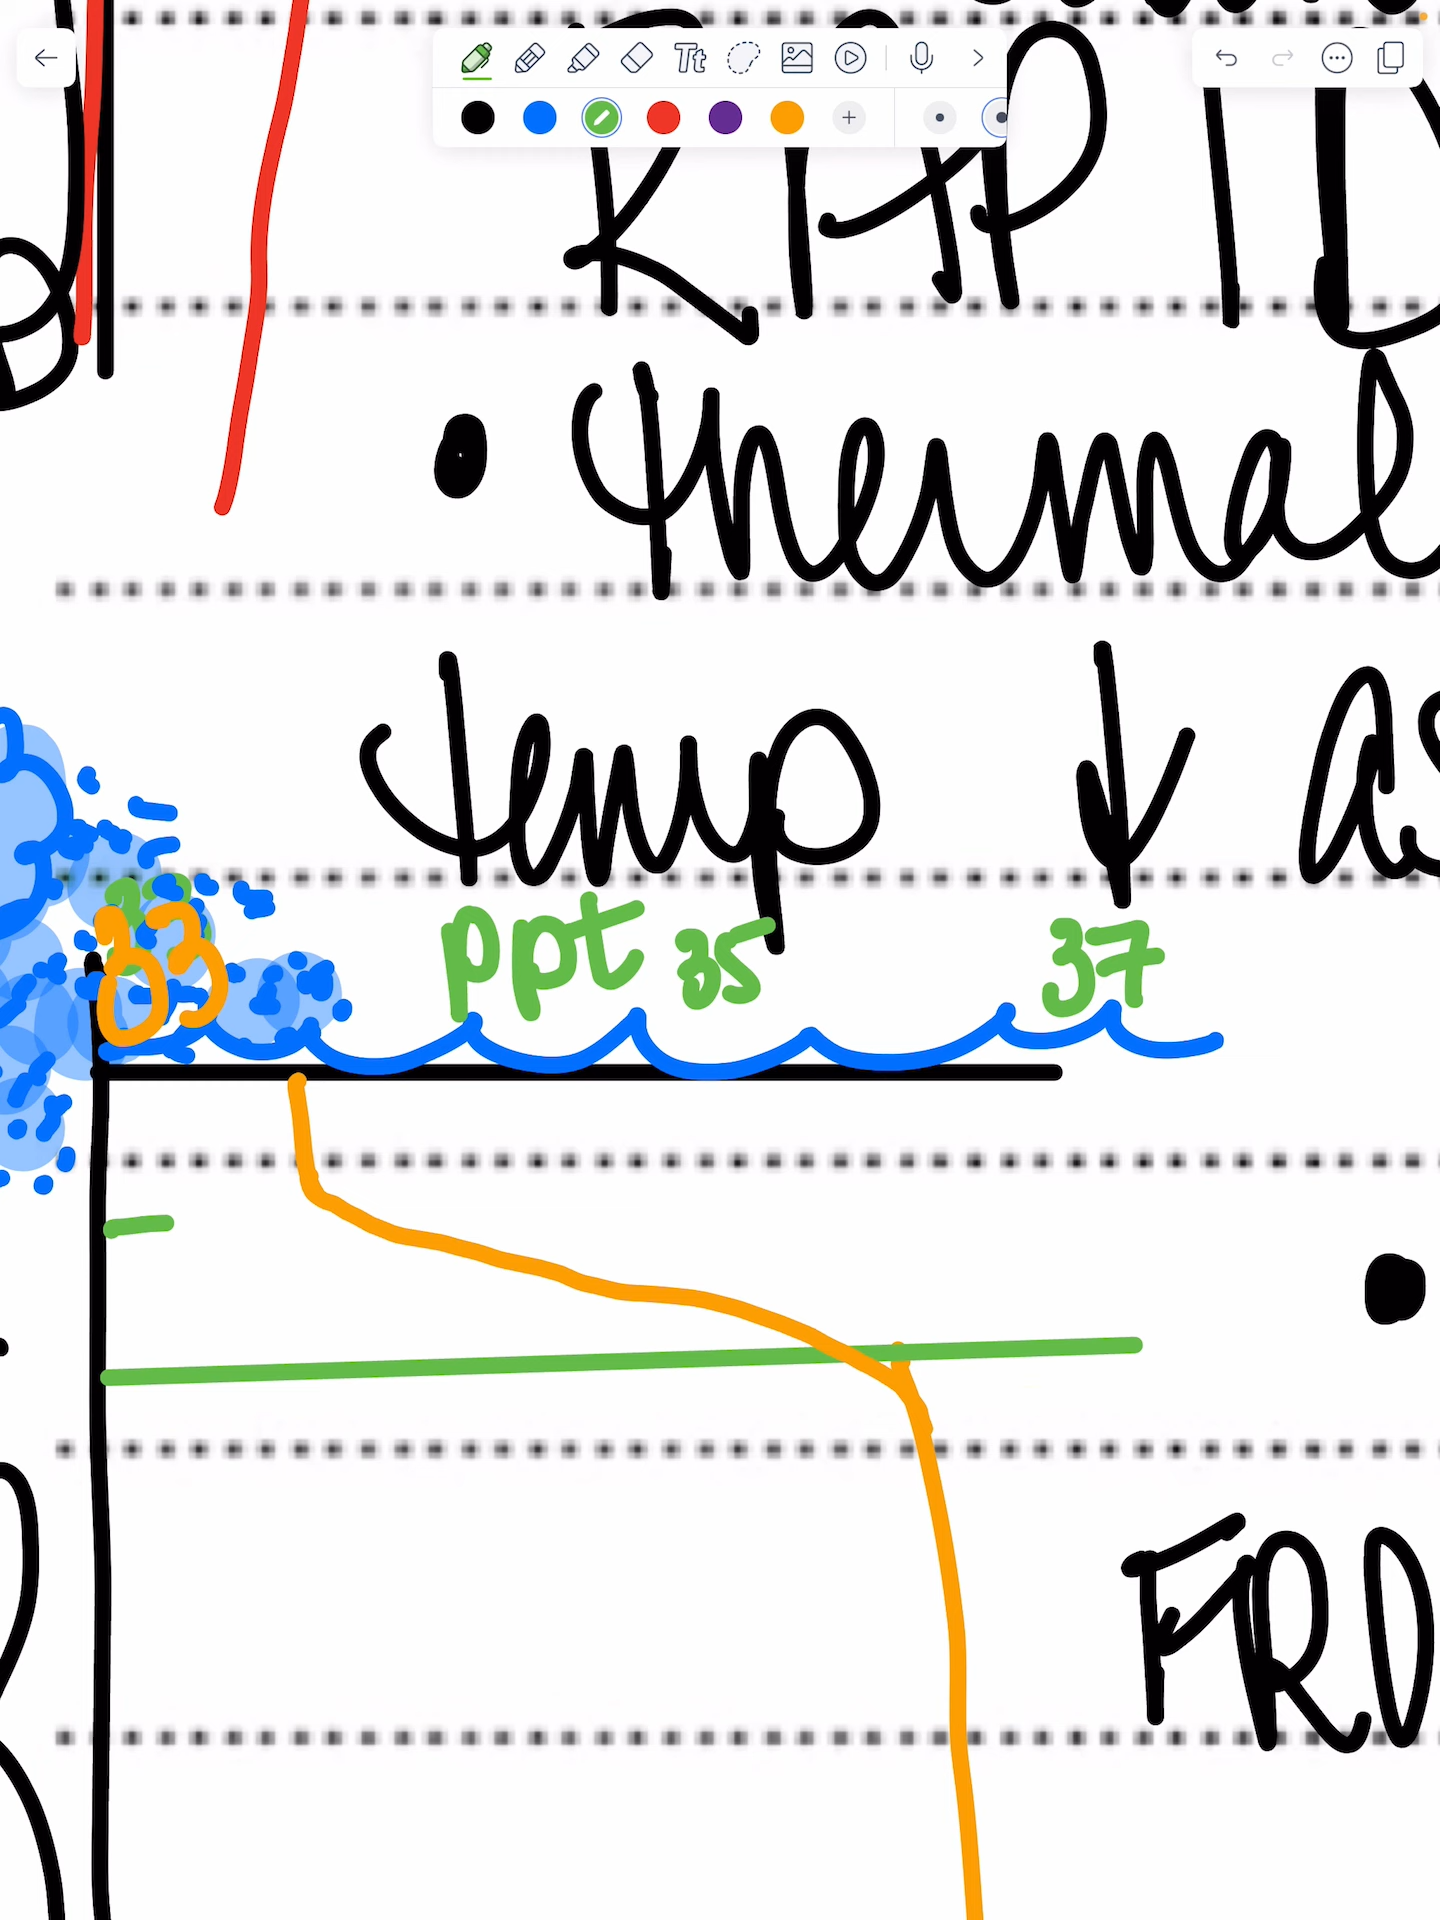 RAPID
• thermal
temp ↓ as
33 ppt 35 37
•
FRO